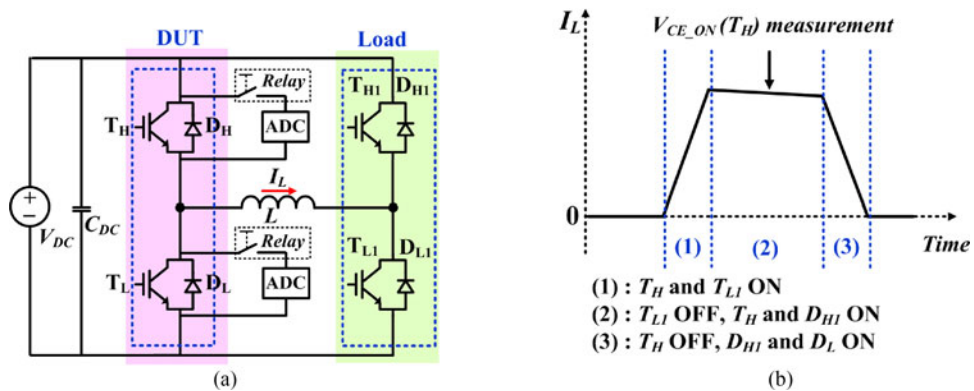 DUT
Load
Relay
T_H
D_H
ADC
T_H1
D_H1
I_L
L
+
−
V_DC
C_DC
Relay
T_L
D_L
ADC
T_L1
D_L1
(a)
I_L
V_CE_ON (T_H) measurement
0
(1)
(2)
(3)
Time
(1) : T_H and T_L1 ON
(2) : T_L1 OFF, T_H and D_H1 ON
(3) : T_H OFF, D_H1 and D_L ON
(b)